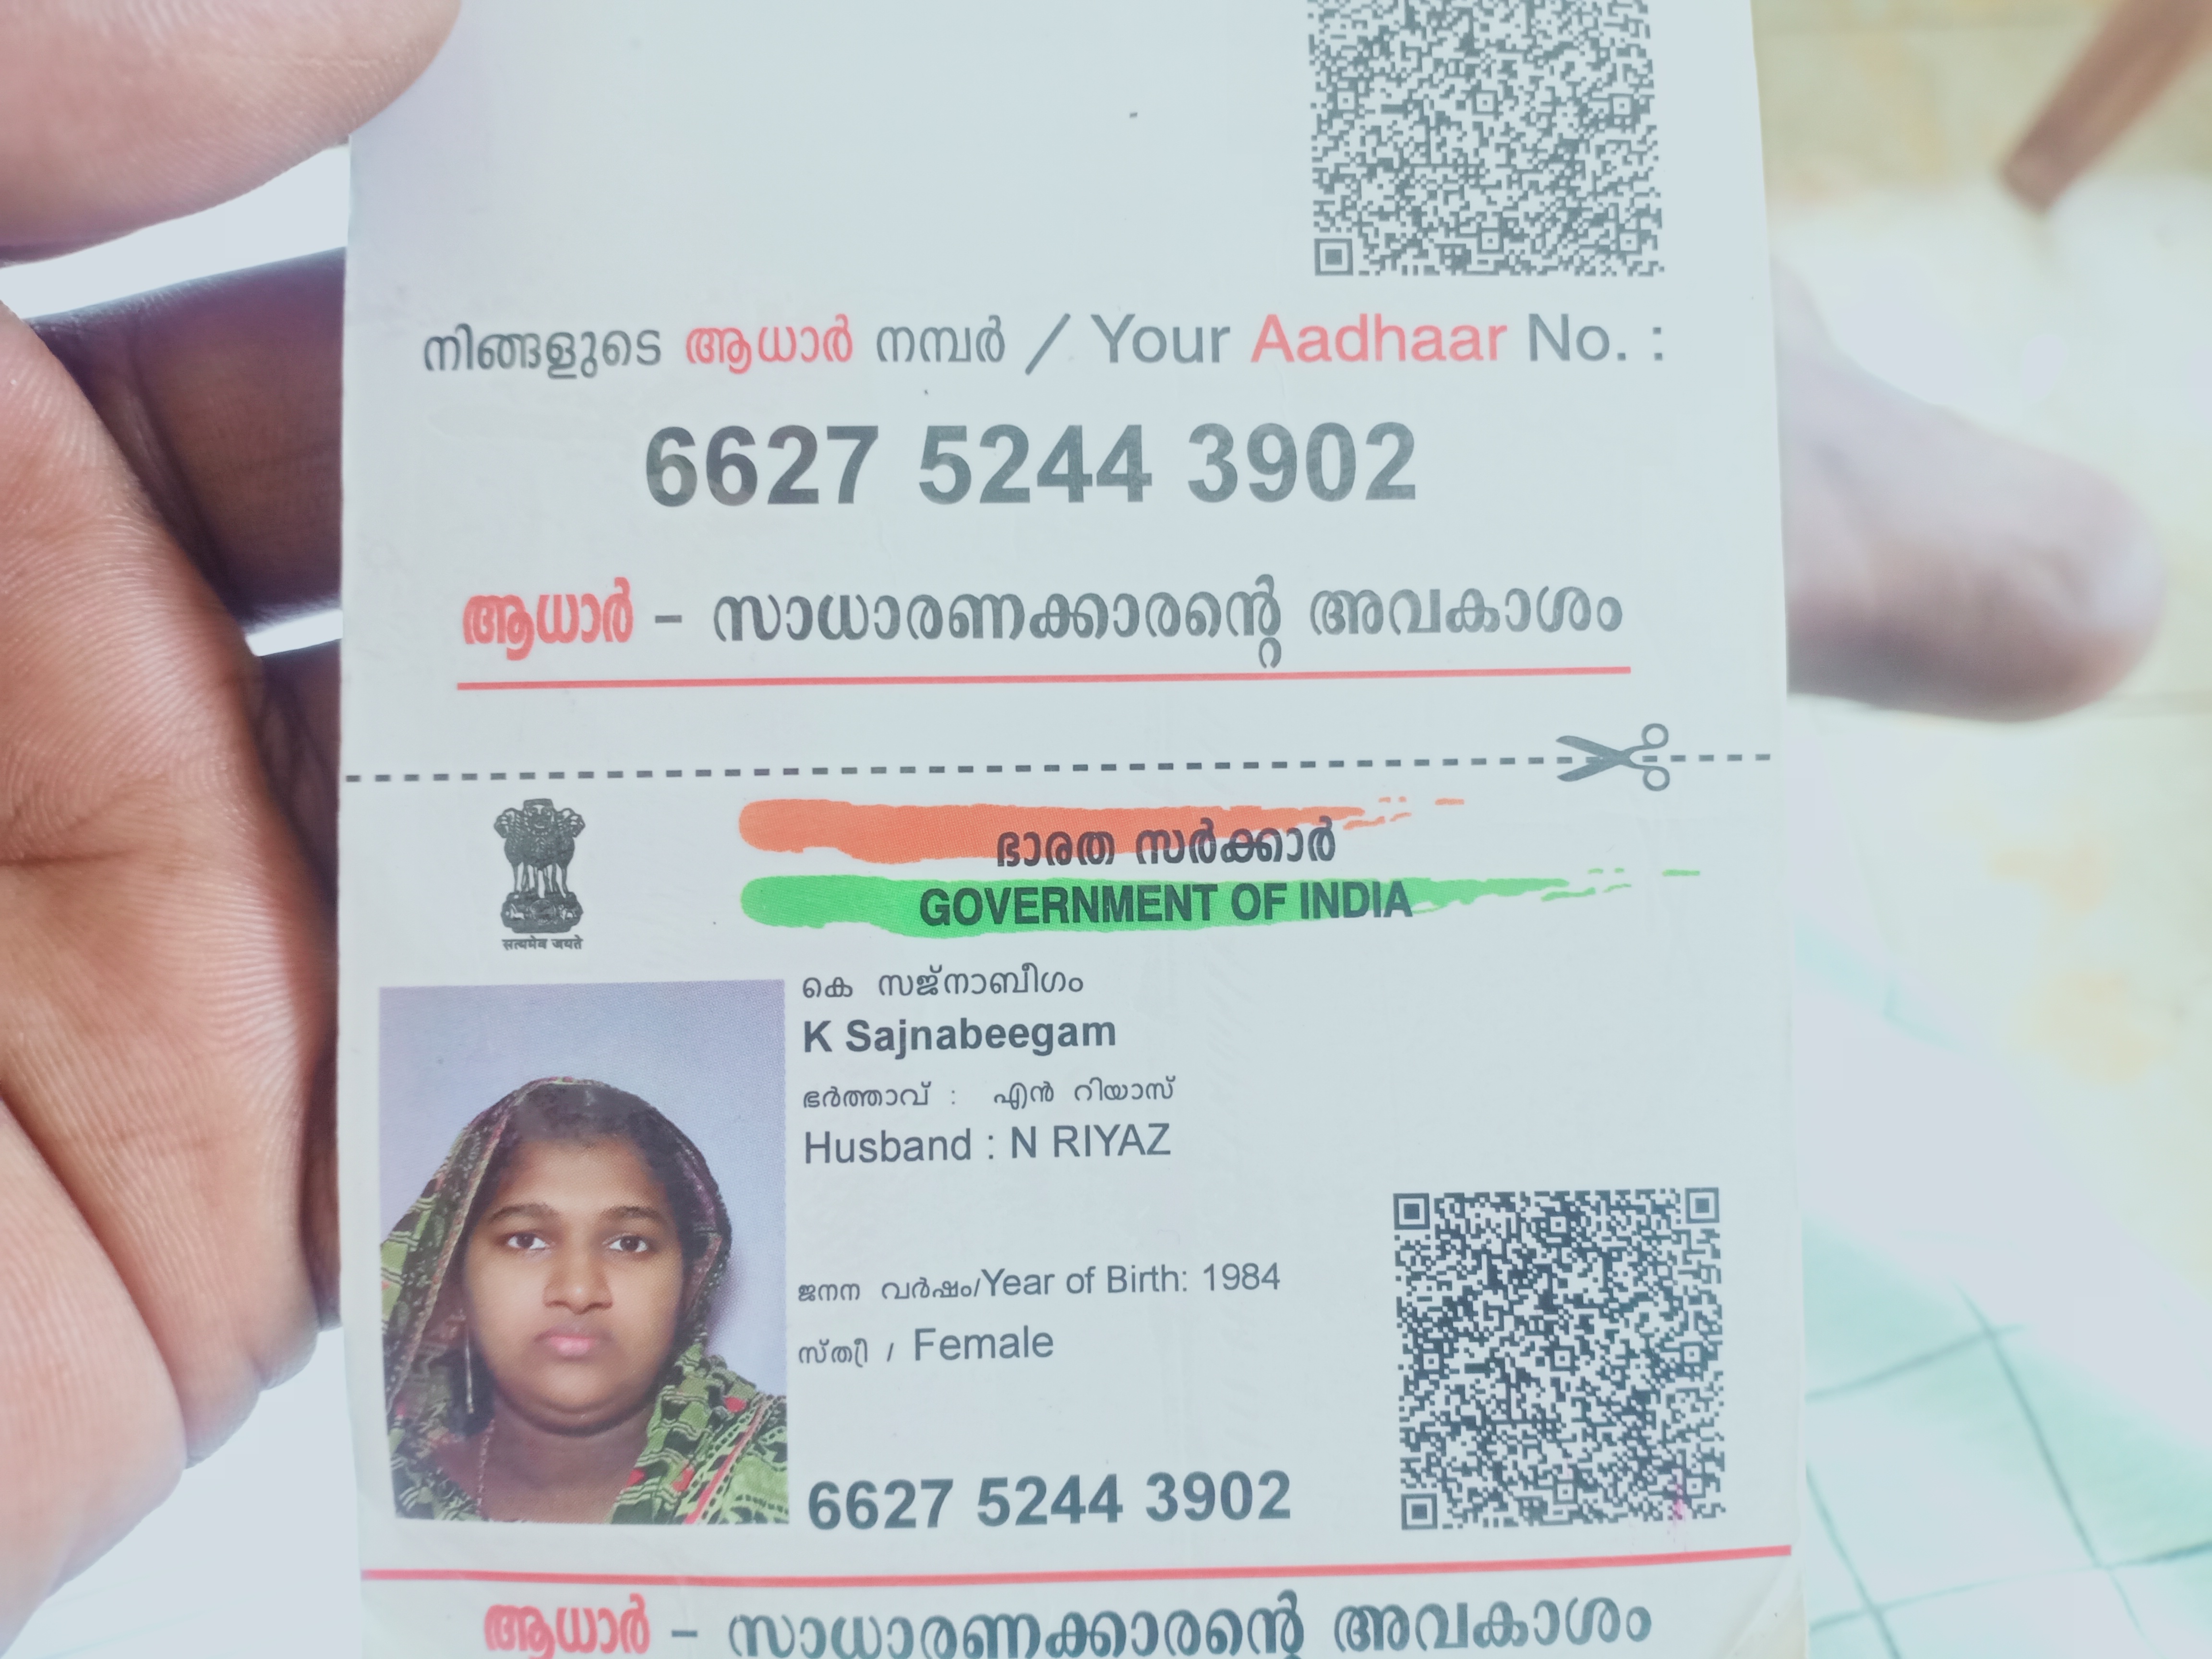 നിങ്ങളുടെ ആധാർ നമ്പർ / Your Aadhaar No. :
6627 5244 3902
ആധാർ – സാധാരണക്കാരന്റെ അവകാശം
ഭാരത സർക്കാർ
GOVERNMENT OF INDIA
सत्यमेव जयते
കെ സജ്നാബീഗം
K Sajnabeegam
ഭർത്താവ് : എൻ റിയാസ്
Husband : N RIYAZ
ജനന വർഷം/Year of Birth: 1984
സ്ത്രീ / Female
6627 5244 3902
ആധാർ – സാധാരണക്കാരന്റെ അവകാശം